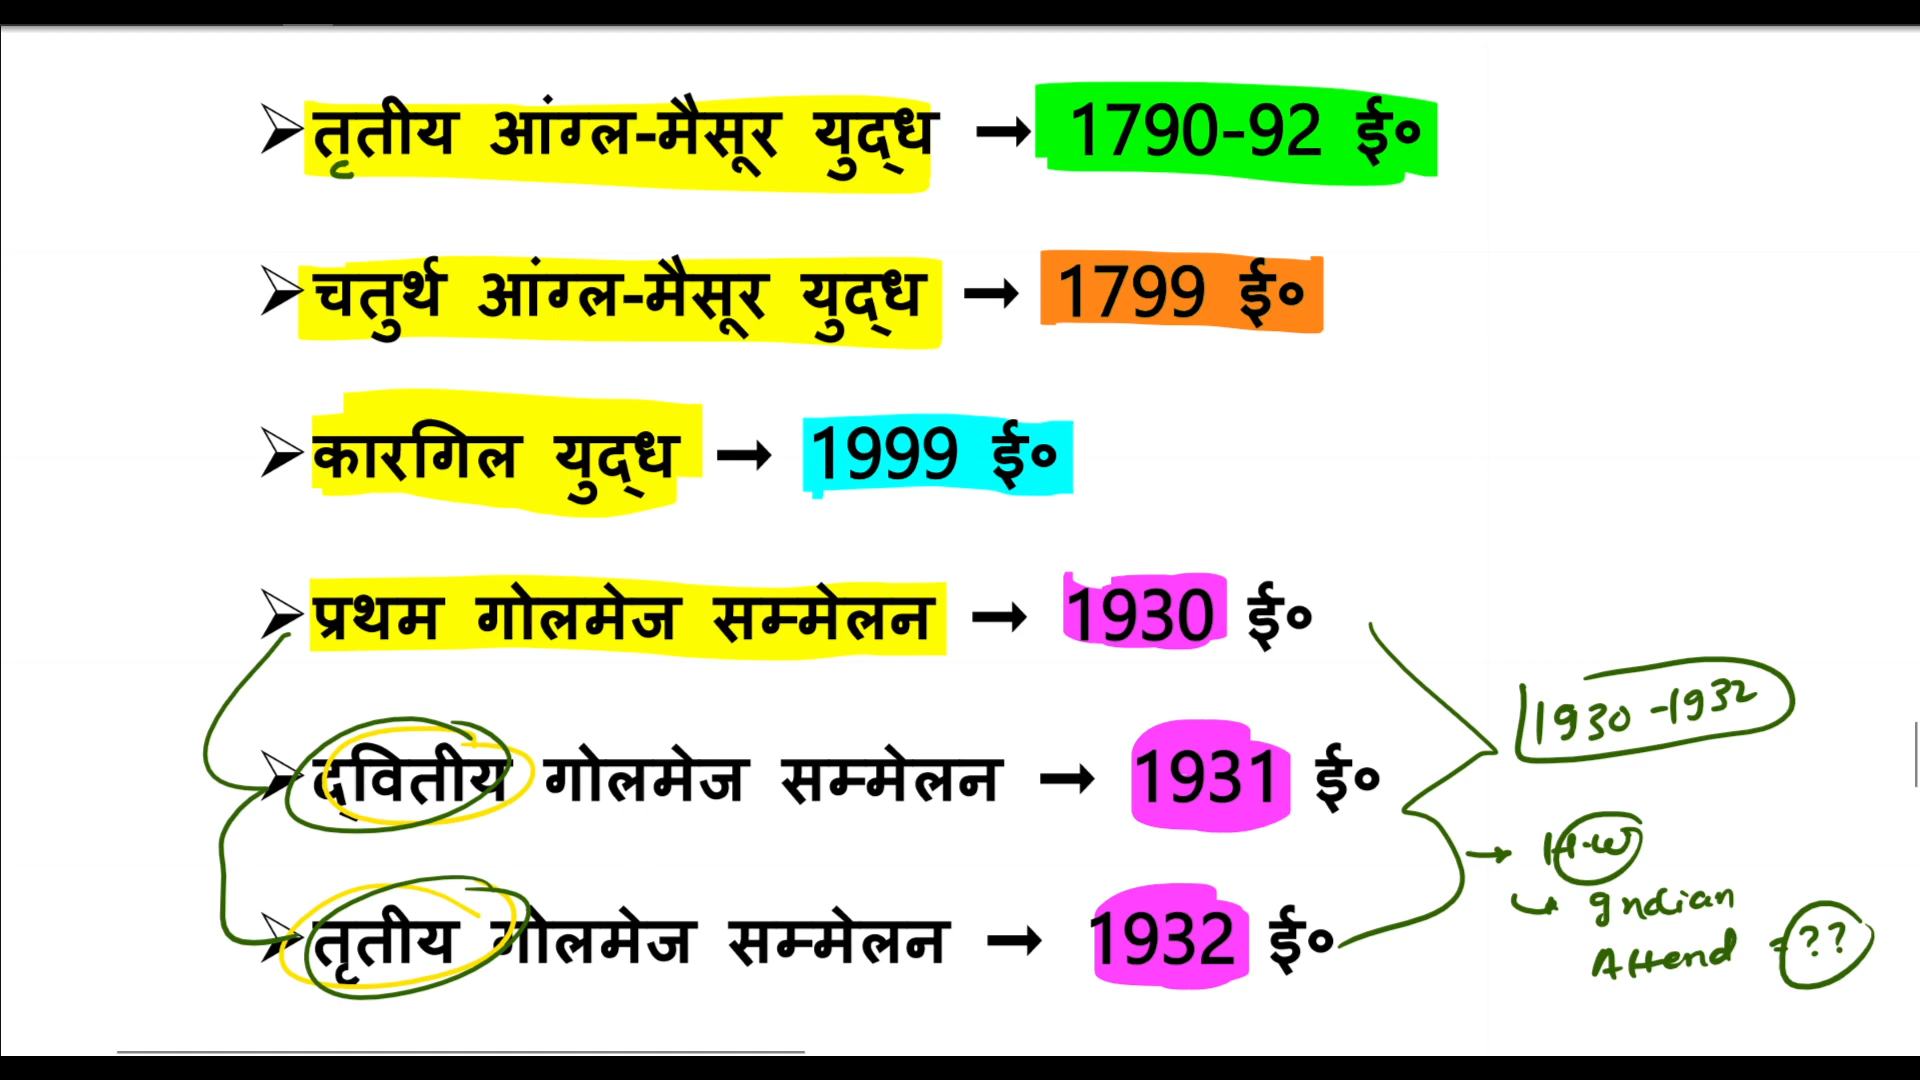 ➢तृतीय आंग्ल-मैसूर युद्ध → 1790-92 ई०
➢चतुर्थ आंग्ल-मैसूर युद्ध → 1799 ई०
➢कारगिल युद्ध → 1999 ई०
➢प्रथम गोलमेज सम्मेलन → 1930 ई०
1930-1932
➢द्वितीय गोलमेज सम्मेलन → 1931 ई०
→ H.W
↳ Indian
➢तृतीय गोलमेज सम्मेलन → 1932 ई०
Attend = ??